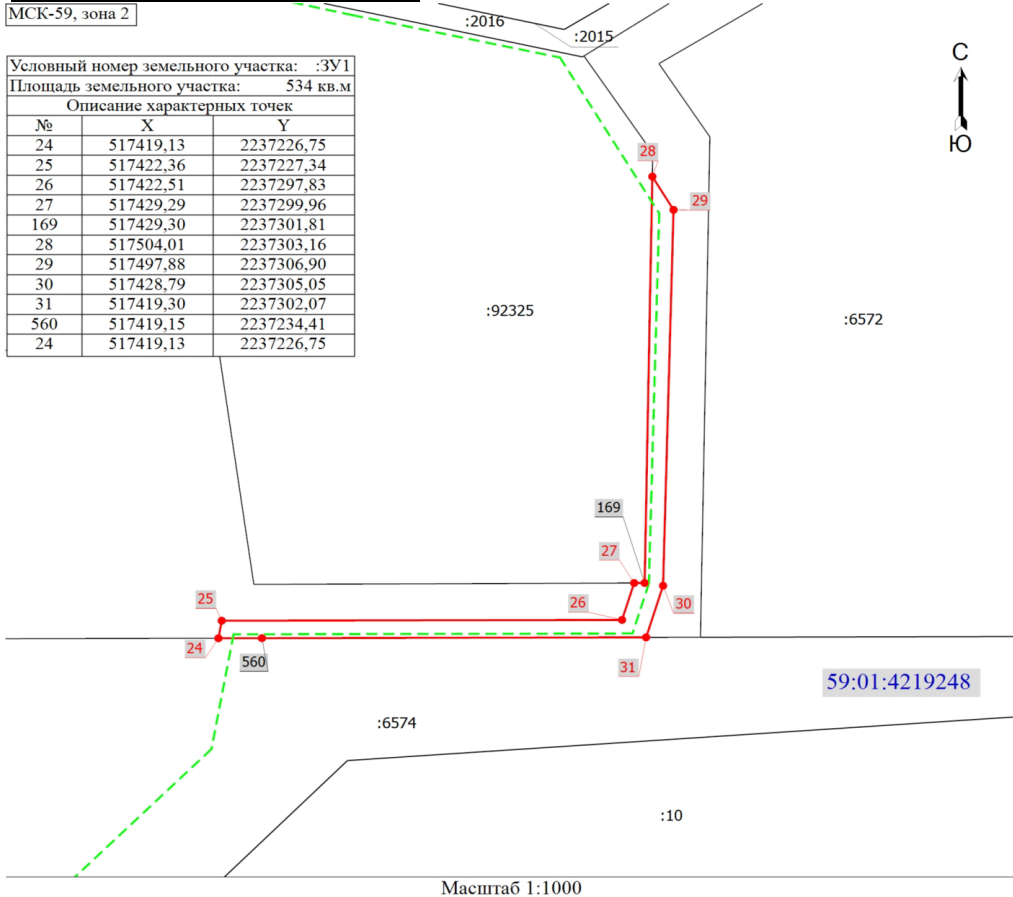 МСК-59, зона 2
:2016
:2015
Условный номер земельного участка: :ЗУ1
Площадь земельного участка: 534 кв.м
Описание характерных точек
№ X Y
24 517419,13 2237226,75
25 517422,36 2237227,34
26 517422,51 2237297,83
27 517429,29 2237299,96
169 517429,30 2237301,81
28 517504,01 2237303,16
29 517497,88 2237306,90
30 517428,79 2237305,05
31 517419,30 2237302,07
560 517419,15 2237234,41
24 517419,13 2237226,75
С
Ю
28
29
:92325
:6572
169
27
25
26
30
24
560
31
59:01:4219248
:6574
:10
Масштаб 1:1000